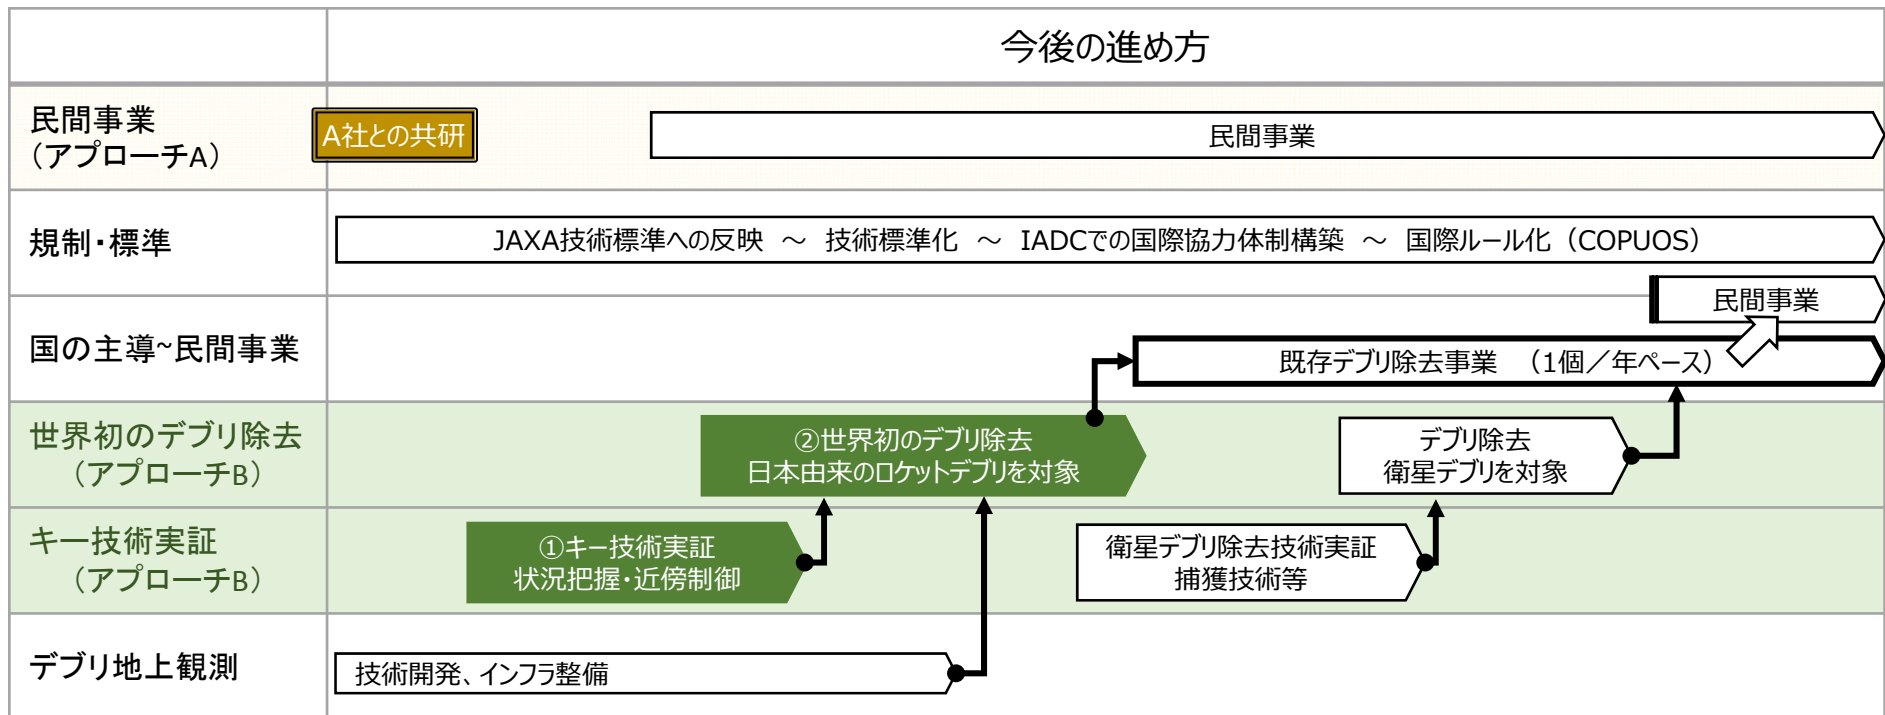 今後の進め方
民間事業
（アプローチA）
A社との共研
民間事業
規制・標準
JAXA技術標準への反映　～　技術標準化　～　IADCでの国際協力体制構築　～　国際ルール化（COPUOS）
民間事業
国の主導~民間事業
既存デブリ除去事業　（1個／年ペース）
世界初のデブリ除去
（アプローチB）
②世界初のデブリ除去
日本由来のロケットデブリを対象
デブリ除去
衛星デブリを対象
キー技術実証
（アプローチB）
①キー技術実証
状況把握・近傍制御
衛星デブリ除去技術実証
捕獲技術等
デブリ地上観測
技術開発、インフラ整備